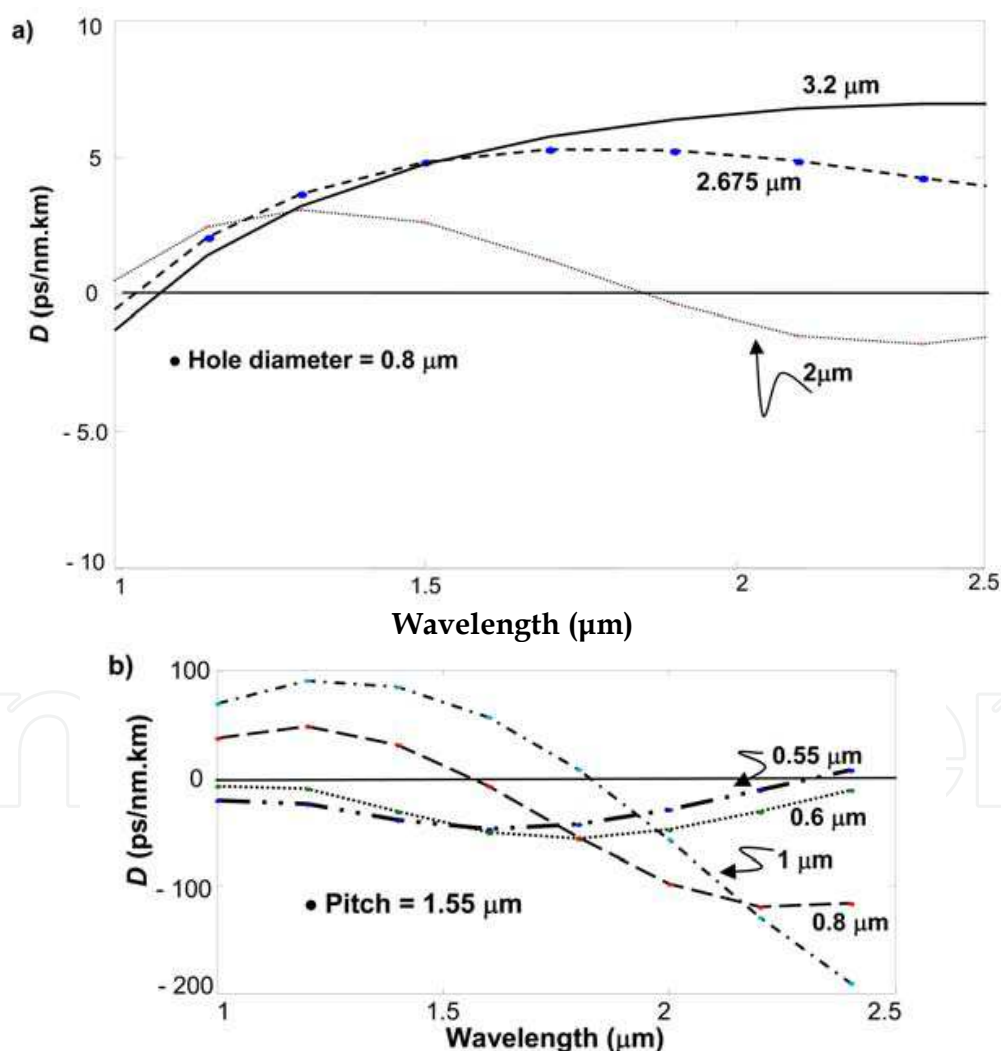 a)
10
5
0
- 5.0
- 10
D (ps/nm.km)
3.2 μm
2.675 μm
2μm
• Hole diameter = 0.8 μm
1
1.5
2
2.5
Wavelength (μm)
b)
100
0
- 100
- 200
D (ps/nm.km)
0.55 μm
0.6 μm
1 μm
0.8 μm
• Pitch = 1.55 μm
1
1.5
2
2.5
Wavelength (μm)